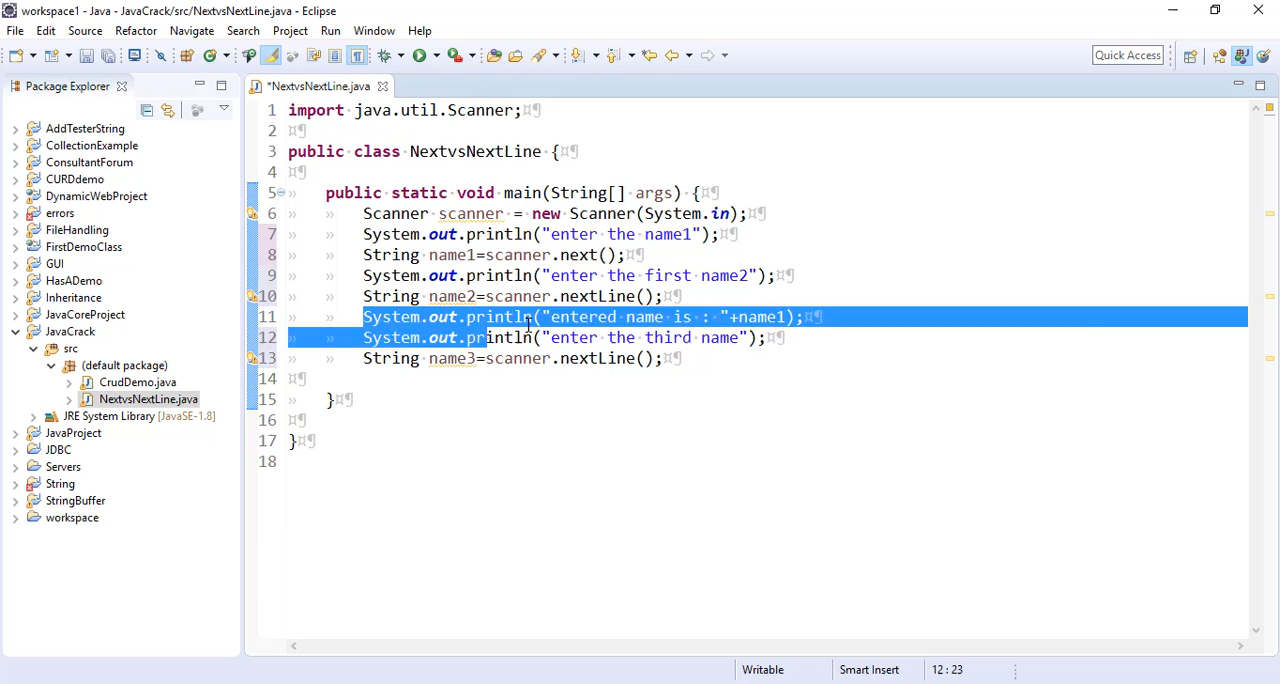 workspace1 - Java - JavaCrack/src/NextvsNextLine.java - Eclipse
File Edit Source Refactor Navigate Search Project Run Window Help
Quick Access
Package Explorer
*NextvsNextLine.java
AddTesterString
CollectionExample
ConsultantForum
CURDdemo
DynamicWebProject
errors
FileHandling
FirstDemoClass
GUI
HasADemo
Inheritance
JavaCoreProject
JavaCrack
src
(default package)
CrudDemo.java
NextvsNextLine.java
JRE System Library [JavaSE-1.8]
JavaProject
JDBC
Servers
String
StringBuffer
workspace
1 import java.util.Scanner;
2
3 public class NextvsNextLine {
4
5 public static void main(String[] args) {
6 Scanner scanner = new Scanner(System.in);
7 System.out.println("enter the name1");
8 String name1=scanner.next();
9 System.out.println("enter the first name2");
10 String name2=scanner.nextLine();
11 System.out.println("entered name is : "+name1);
12 System.out.println("enter the third name");
13 String name3=scanner.nextLine();
14
15 }
16
17 }
18
Writable Smart Insert 12 : 23